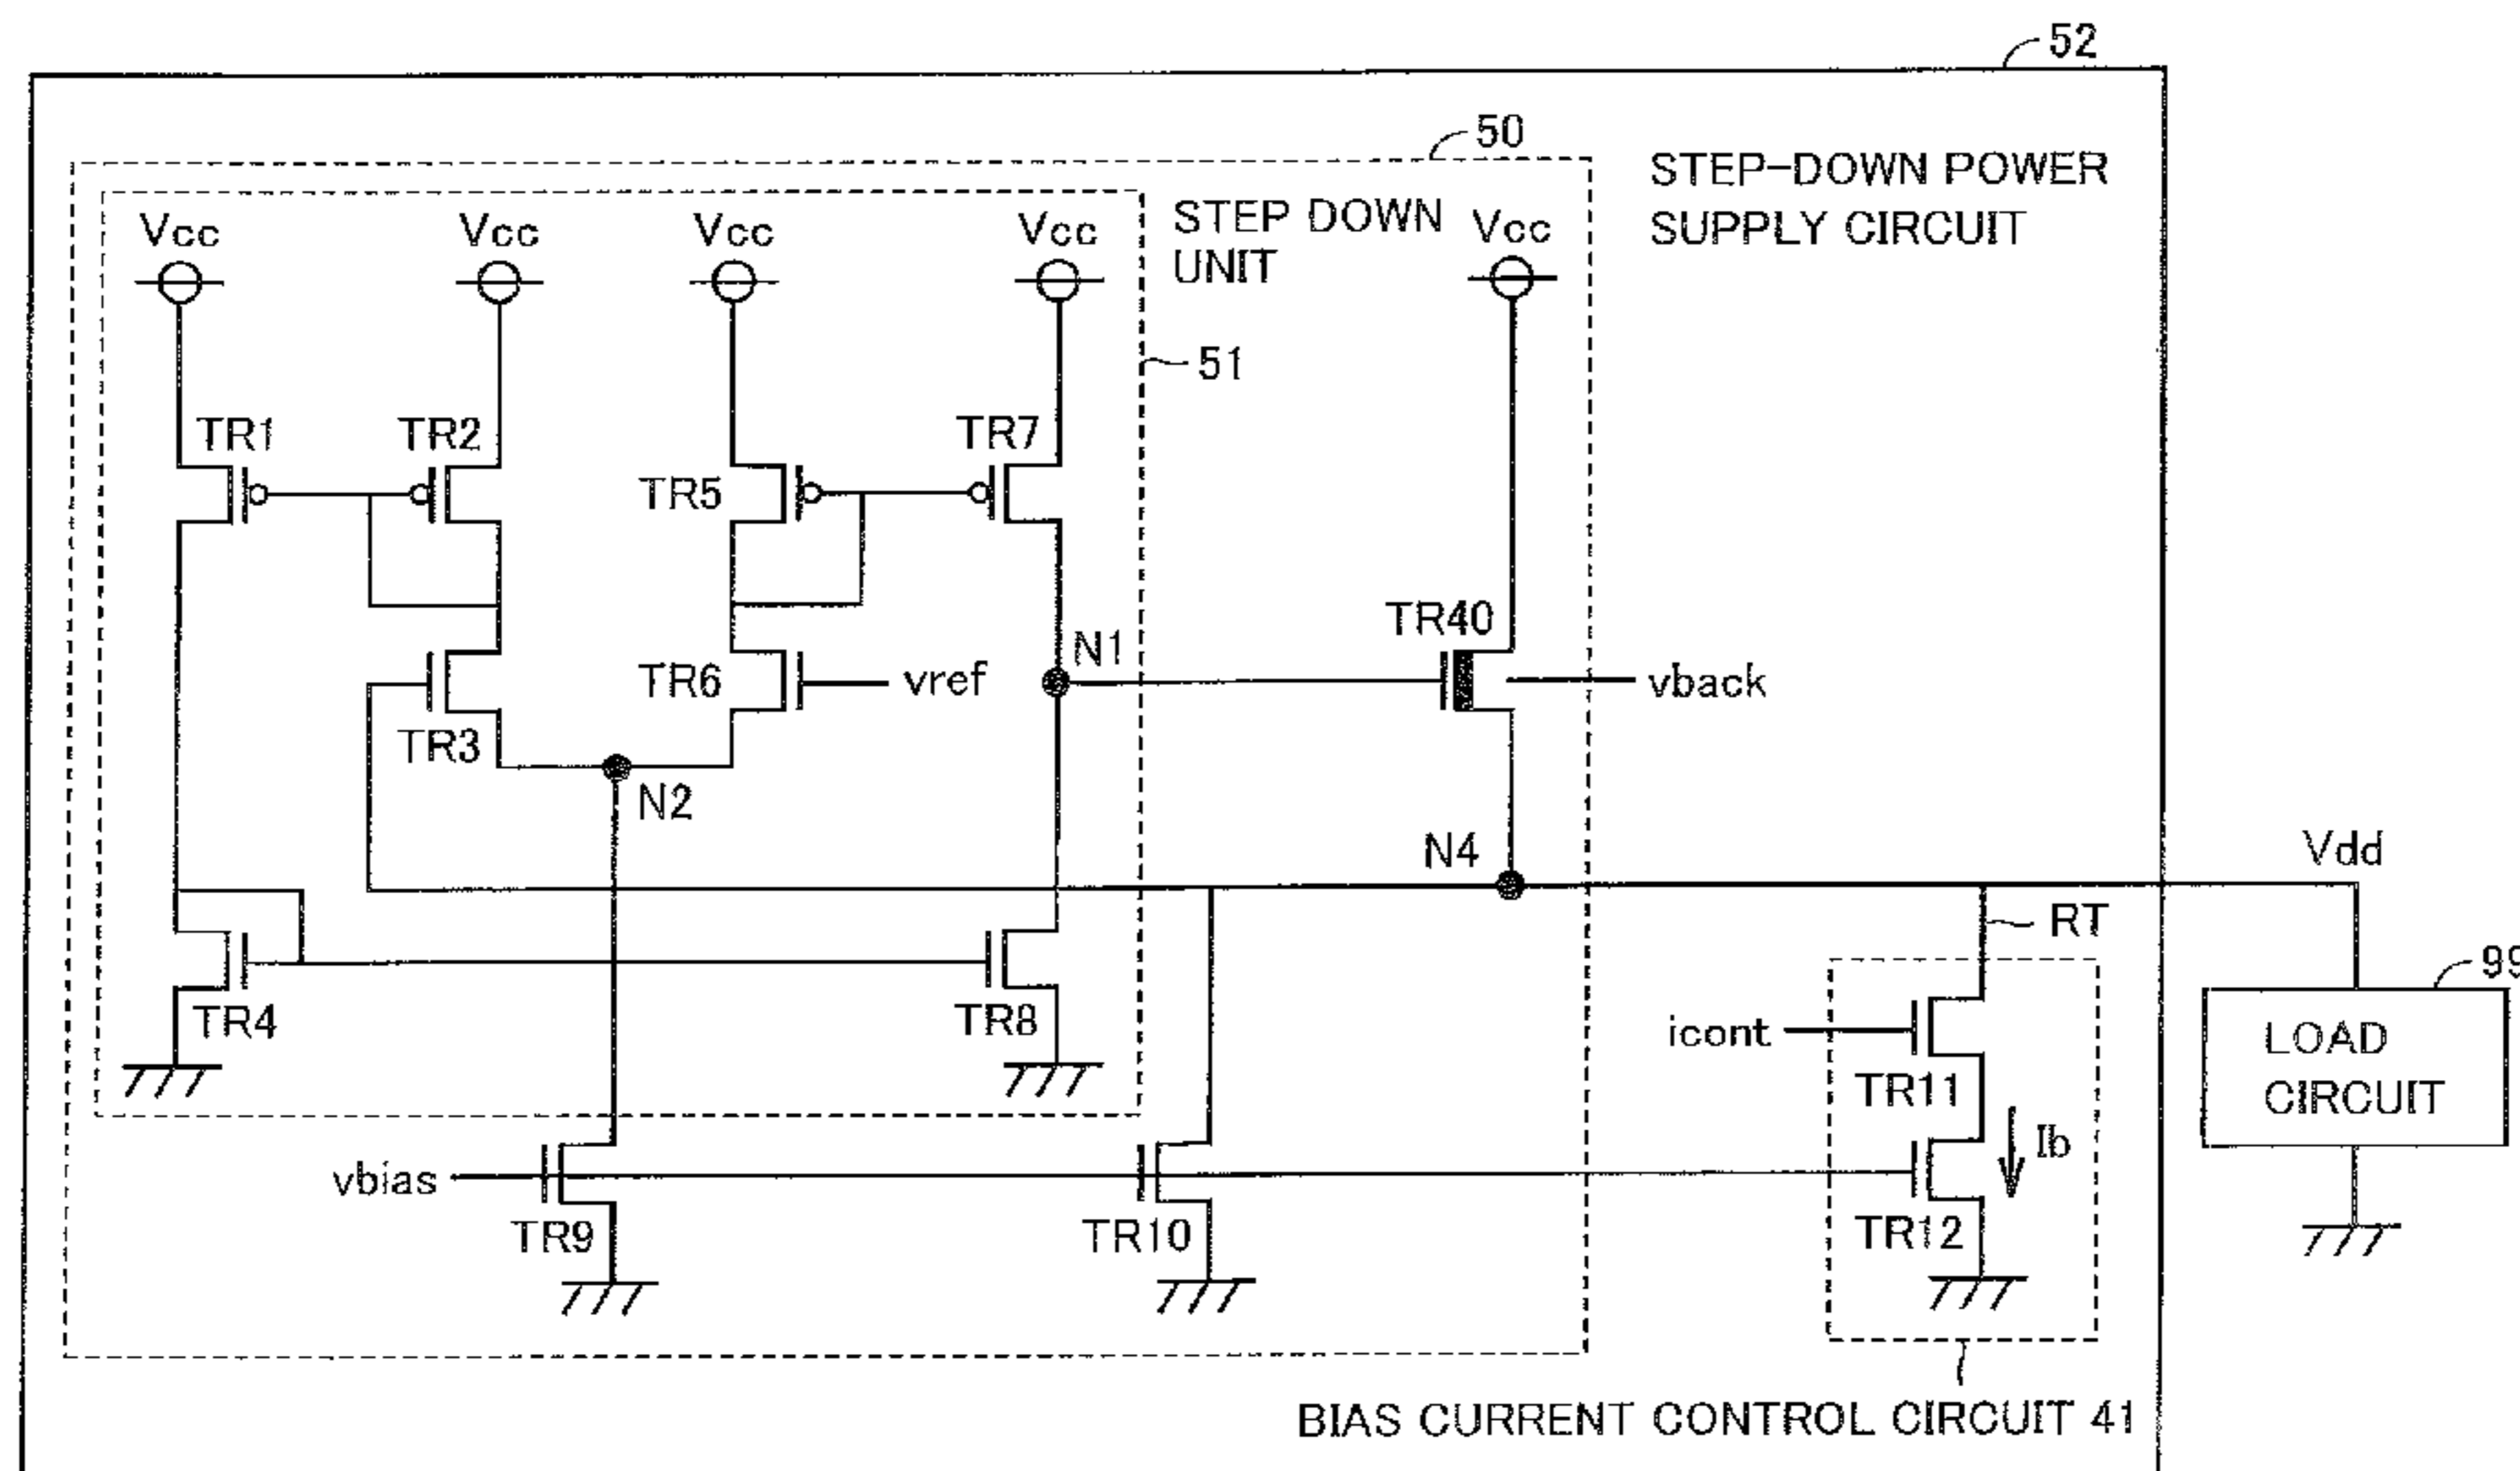 52
50
STEP-DOWN POWER
SUPPLY CIRCUIT
STEP DOWN
UNIT
Vcc
Vcc
Vcc
Vcc
Vcc
51
TR1
TR2
TR5
TR7
TR40
TR3
TR6
vref
N1
vback
N2
N4
Vdd
RT
99
TR4
TR8
icont
TR11
LOAD
CIRCUIT
vbias
TR9
TR10
TR12
Ib
BIAS CURRENT CONTROL CIRCUIT 41